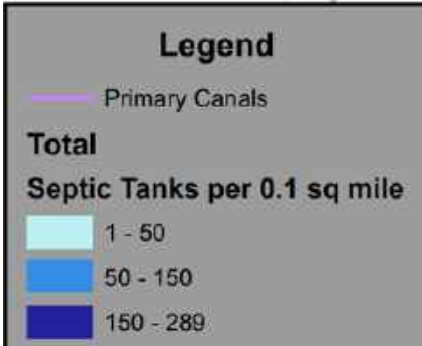 Legend
Primary Canals
Total
Septic Tanks per 0.1 sq mile
1 - 50
50 - 150
150 - 289